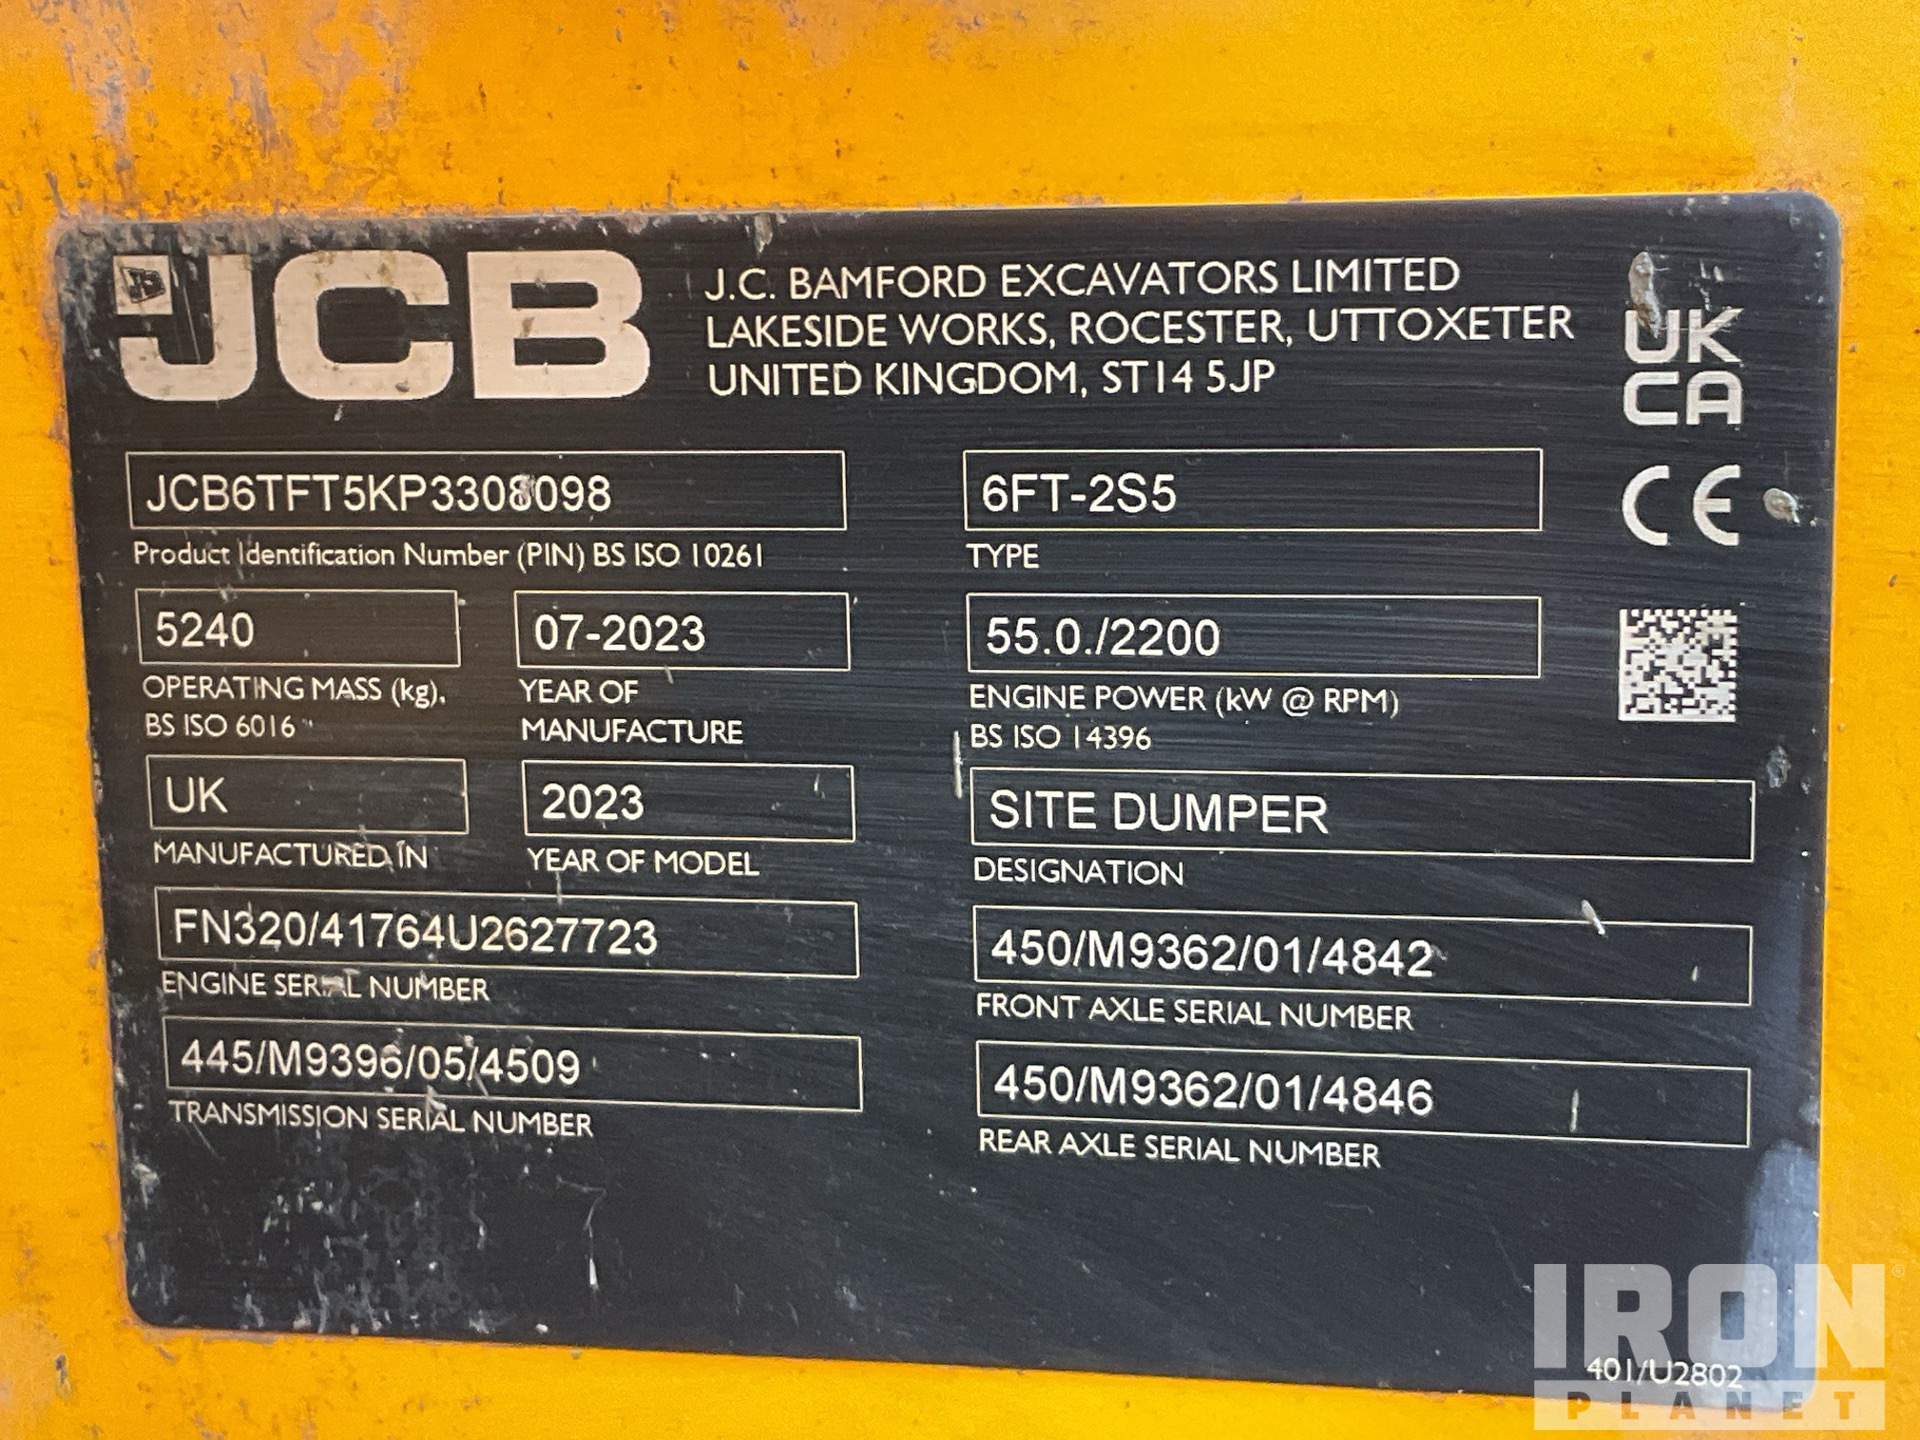 JCB
J.C. BAMFORD EXCAVATORS LIMITED
LAKESIDE WORKS, ROCESTER, UTTOXETER
UNITED KINGDOM, ST14 5JP
UK
CA
CE
JCB6TFT5KP3308098
Product Identification Number (PIN) BS ISO 10261
6FT-2S5
TYPE
5240
OPERATING MASS (kg),
BS ISO 6016
07-2023
YEAR OF
MANUFACTURE
55.0./2200
ENGINE POWER (kW @ RPM)
BS ISO 14396
UK
MANUFACTURED IN
2023
YEAR OF MODEL
SITE DUMPER
DESIGNATION
FN320/41764U2627723
ENGINE SERIAL NUMBER
450/M9362/01/4842
FRONT AXLE SERIAL NUMBER
445/M9396/05/4509
TRANSMISSION SERIAL NUMBER
450/M9362/01/4846
REAR AXLE SERIAL NUMBER
401/U2802
IRON
PLANET